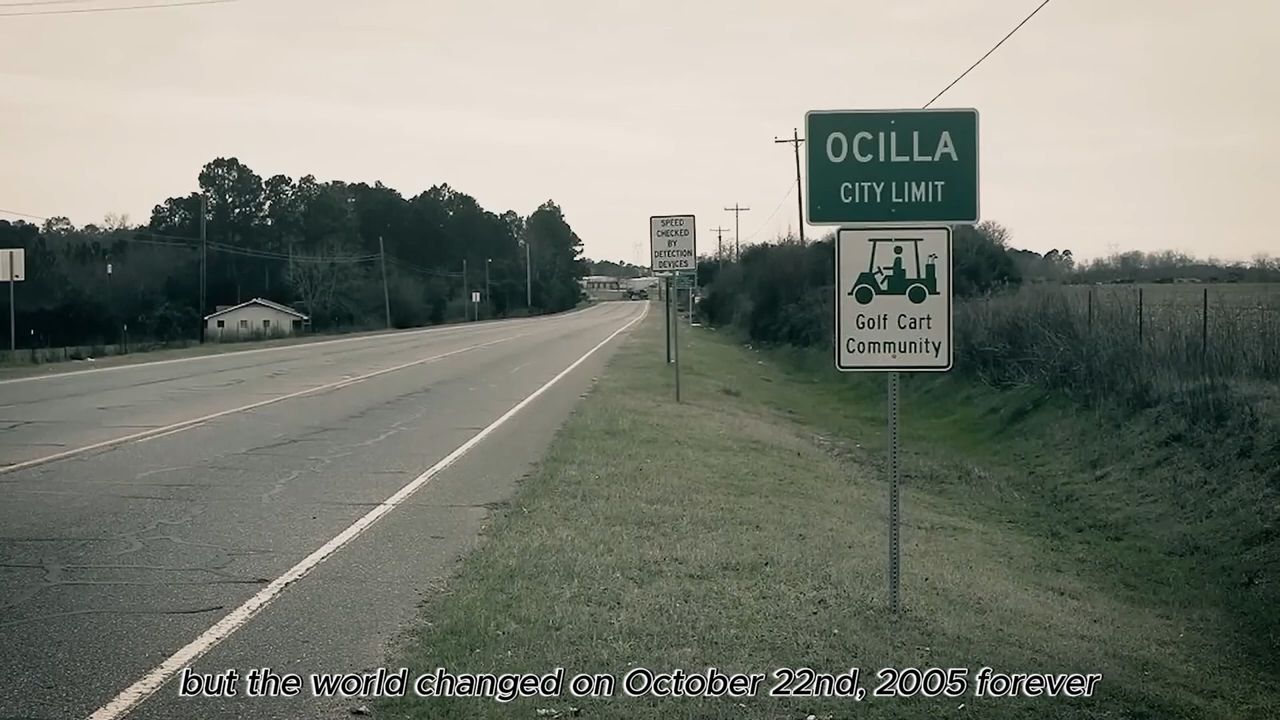 OCILLA
CITY LIMIT
SPEED
CHECKED
BY
DETECTION
DEVICES
Golf Cart
Community
but the world changed on October 22nd, 2005 forever